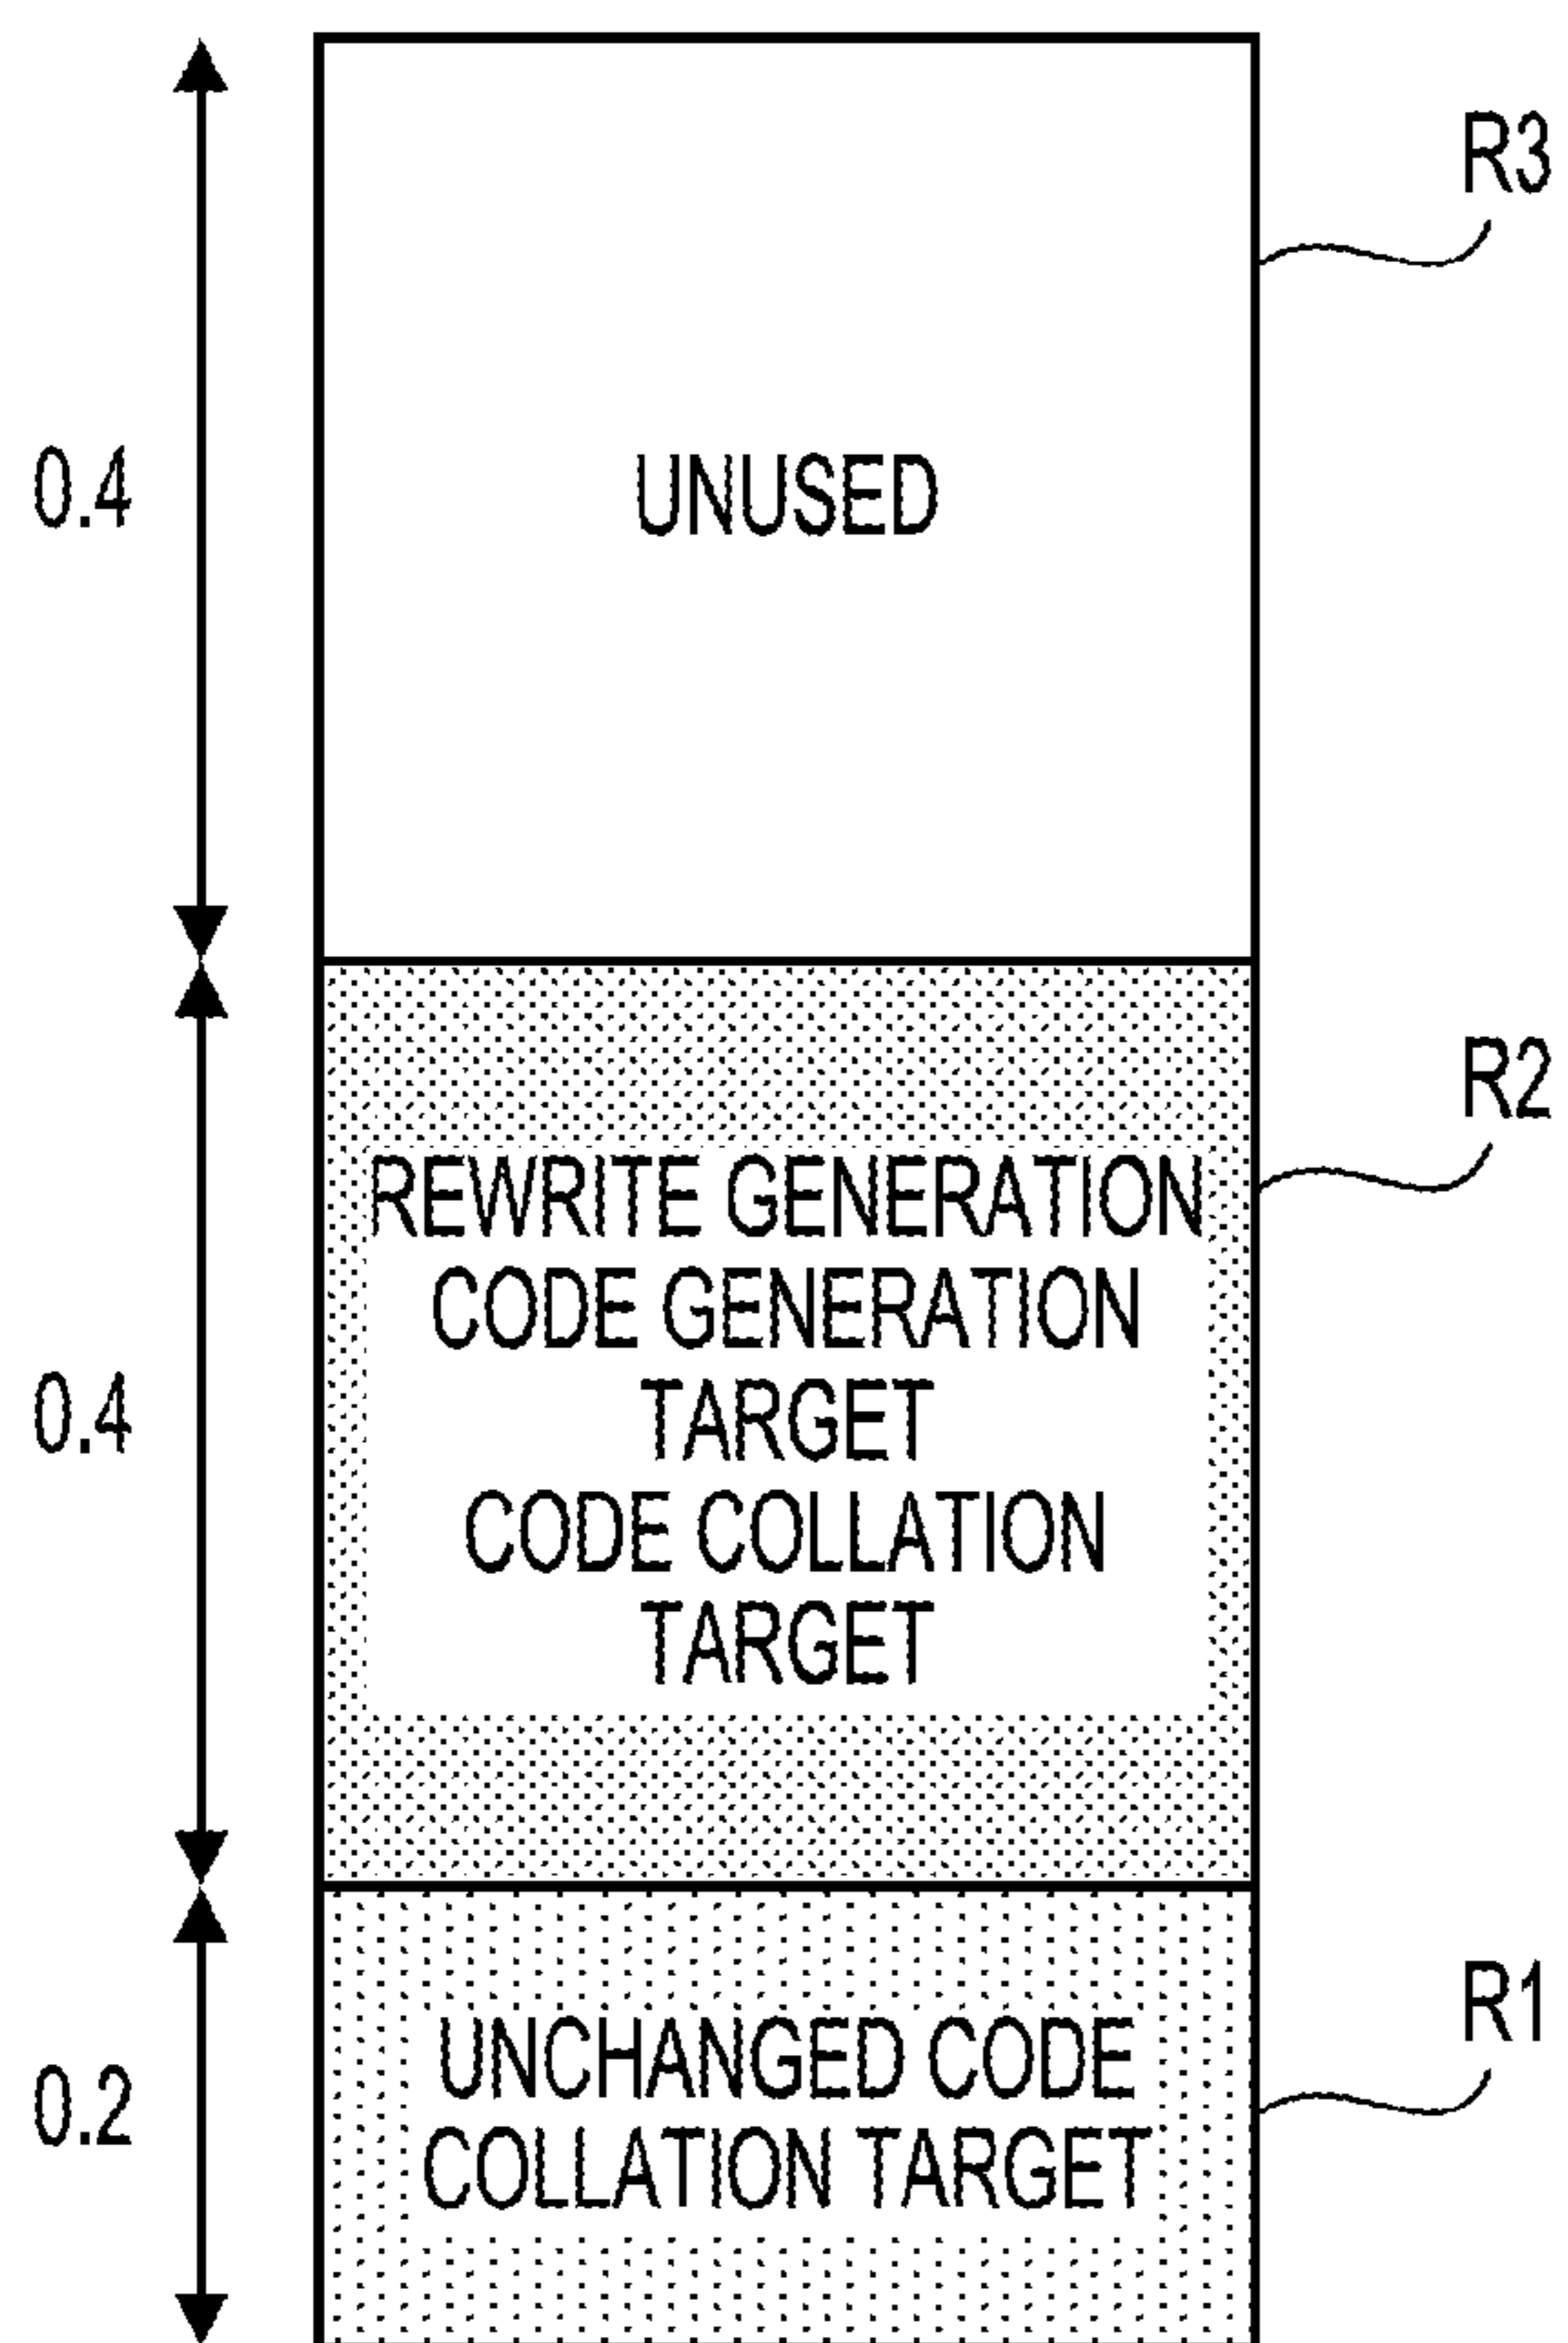 R3
0.4
UNUSED
R2
REWRITE GENERATION
CODE GENERATION
TARGET
0.4
CODE COLLATION
TARGET
R1
UNCHANGED CODE
0.2
COLLATION TARGET